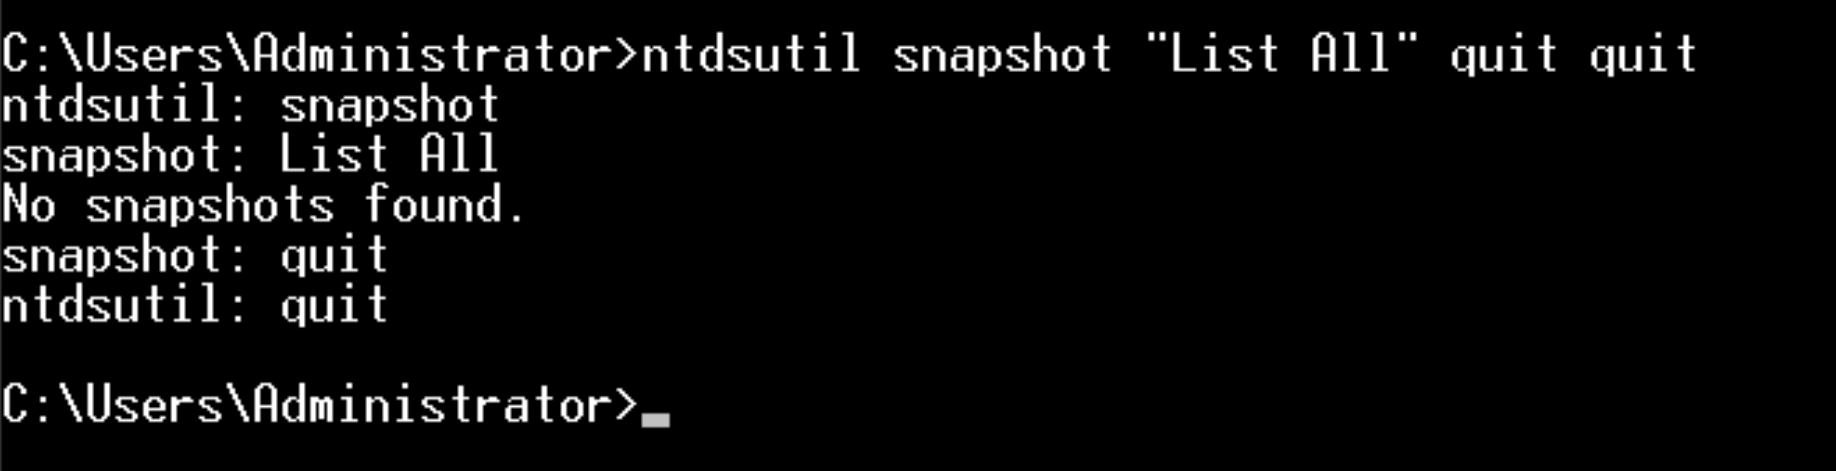 C:\Users\Administrator>ntdsutil snapshot "List All" quit quit
ntdsutil: snapshot
snapshot: List All
No snapshots found.
snapshot: quit
ntdsutil: quit
C:\Users\Administrator>